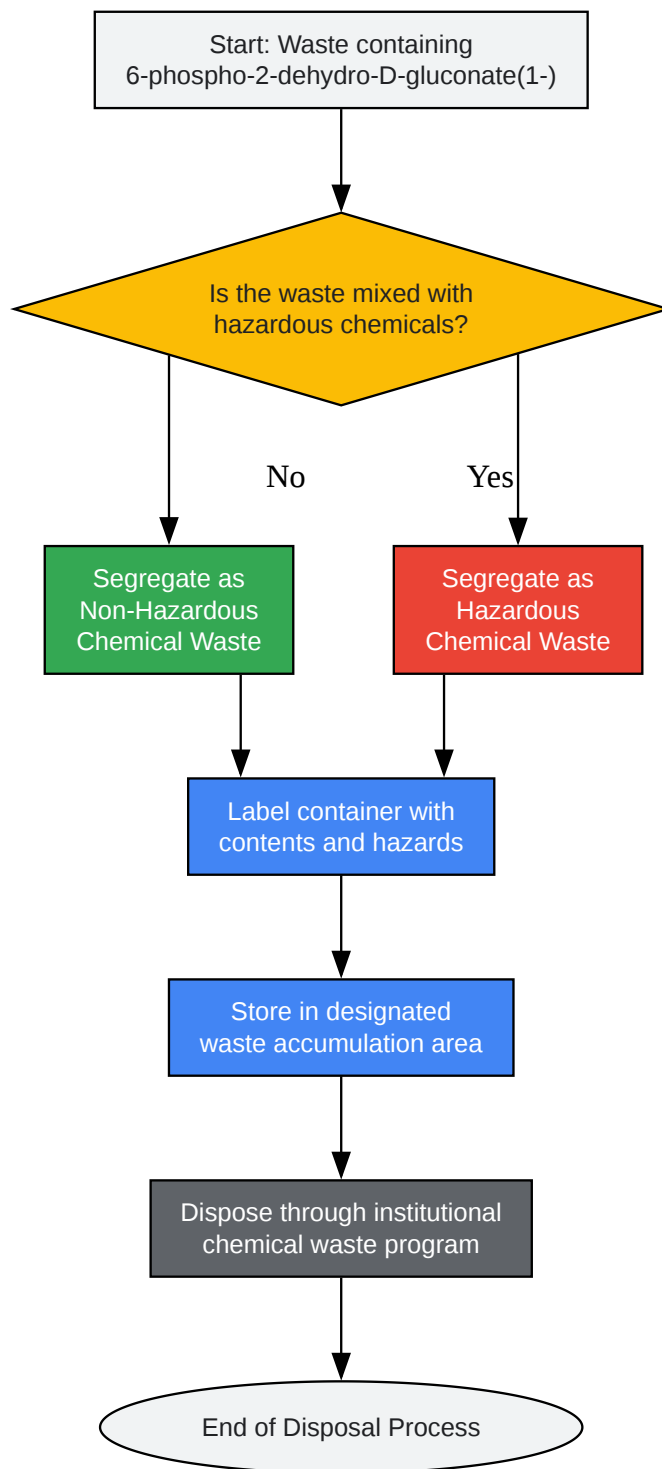 Start: Waste containing
6-phospho-2-dehydro-D-gluconate(1-)
Is the waste mixed with
hazardous chemicals?
No
Yes
Segregate as
Non-Hazardous
Chemical Waste
Segregate as
Hazardous
Chemical Waste
Label container with
contents and hazards
Store in designated
waste accumulation area
Dispose through institutional
chemical waste program
End of Disposal Process